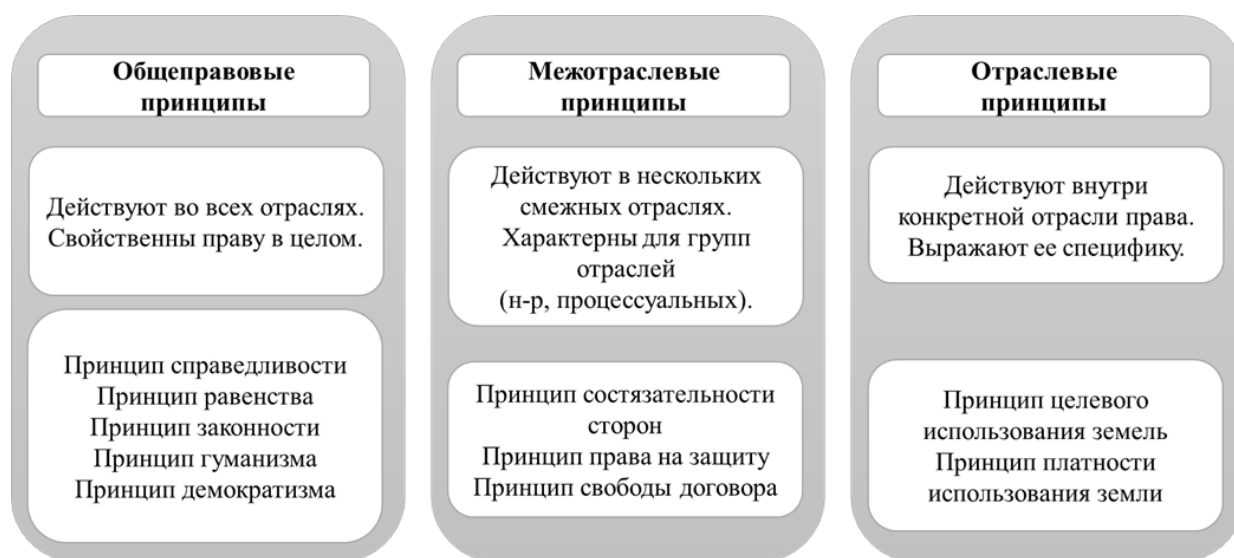 Общеправовые
принципы
Действуют во всех отраслях.
Свойственны праву в целом.
Принцип справедливости
Принцип равенства
Принцип законности
Принцип гуманизма
Принцип демократизма
Межотраслевые
принципы
Действуют в нескольких
смежных отраслях.
Характерны для групп
отраслей
(н-р, процессуальных).
Принцип состязательности
сторон
Принцип права на защиту
Принцип свободы договора
Отраслевые
принципы
Действуют внутри
конкретной отрасли права.
Выражают ее специфику.
Принцип целевого
использования земель
Принцип платности
использования земли